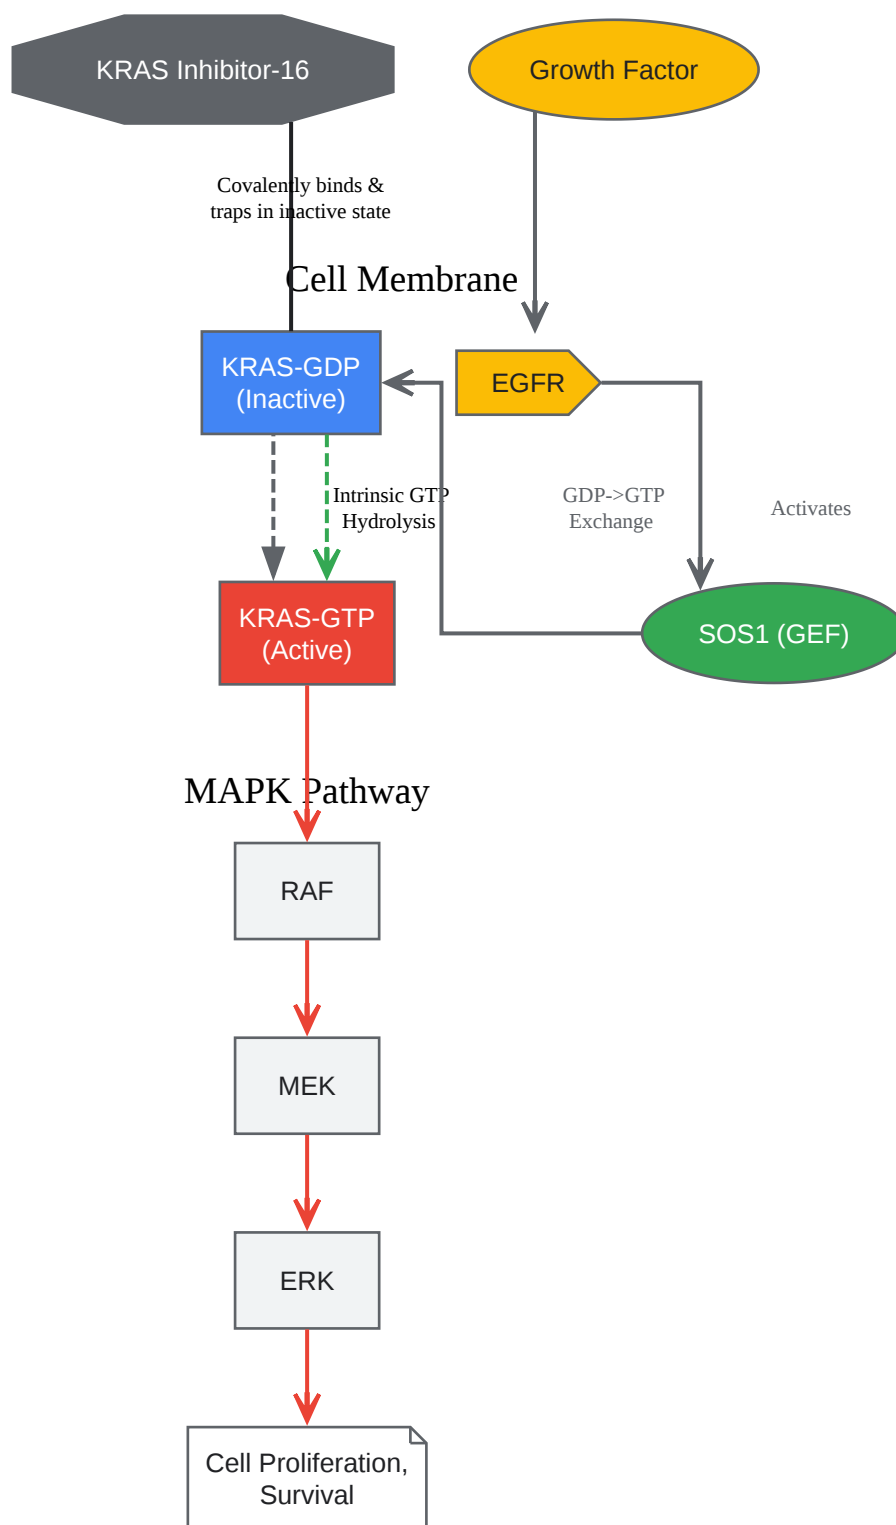 KRAS Inhibitor-16
Growth Factor
Covalently binds &
traps in inactive state
Cell Membrane
KRAS-GDP
(Inactive)
EGFR
Intrinsic GTP
Hydrolysis
GDP->GTP
Exchange
Activates
KRAS-GTP
(Active)
SOS1 (GEF)
MAPK Pathway
RAF
MEK
ERK
Cell Proliferation,
Survival